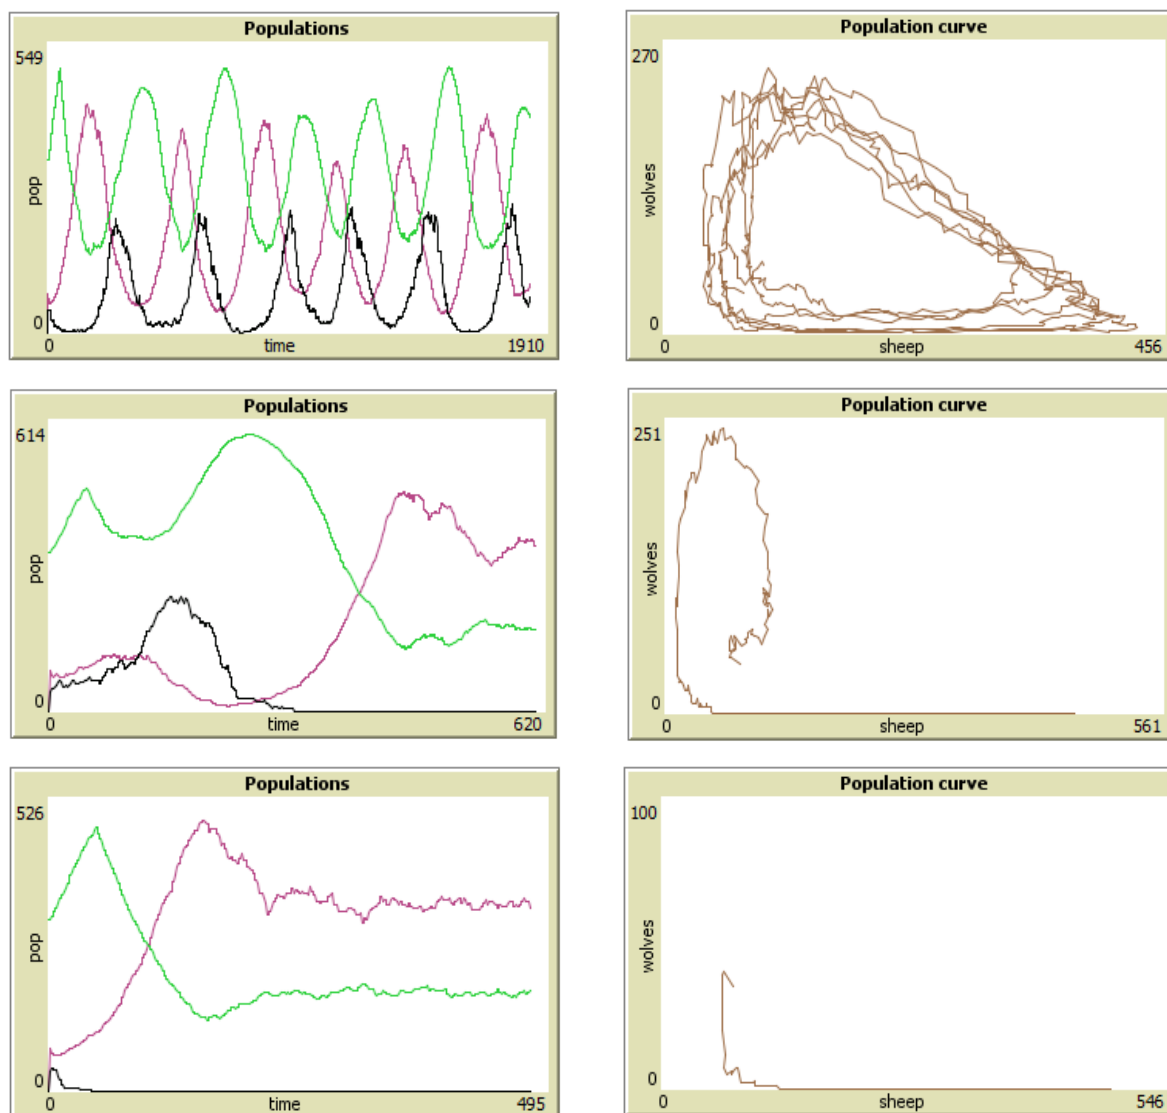 Populations
549
pop
0
0
time
1910
Population curve
270
wolves
0
0
sheep
456
Populations
614
pop
0
0
time
620
Population curve
251
wolves
0
0
sheep
561
Populations
526
pop
0
0
time
495
Population curve
100
wolves
0
0
sheep
546